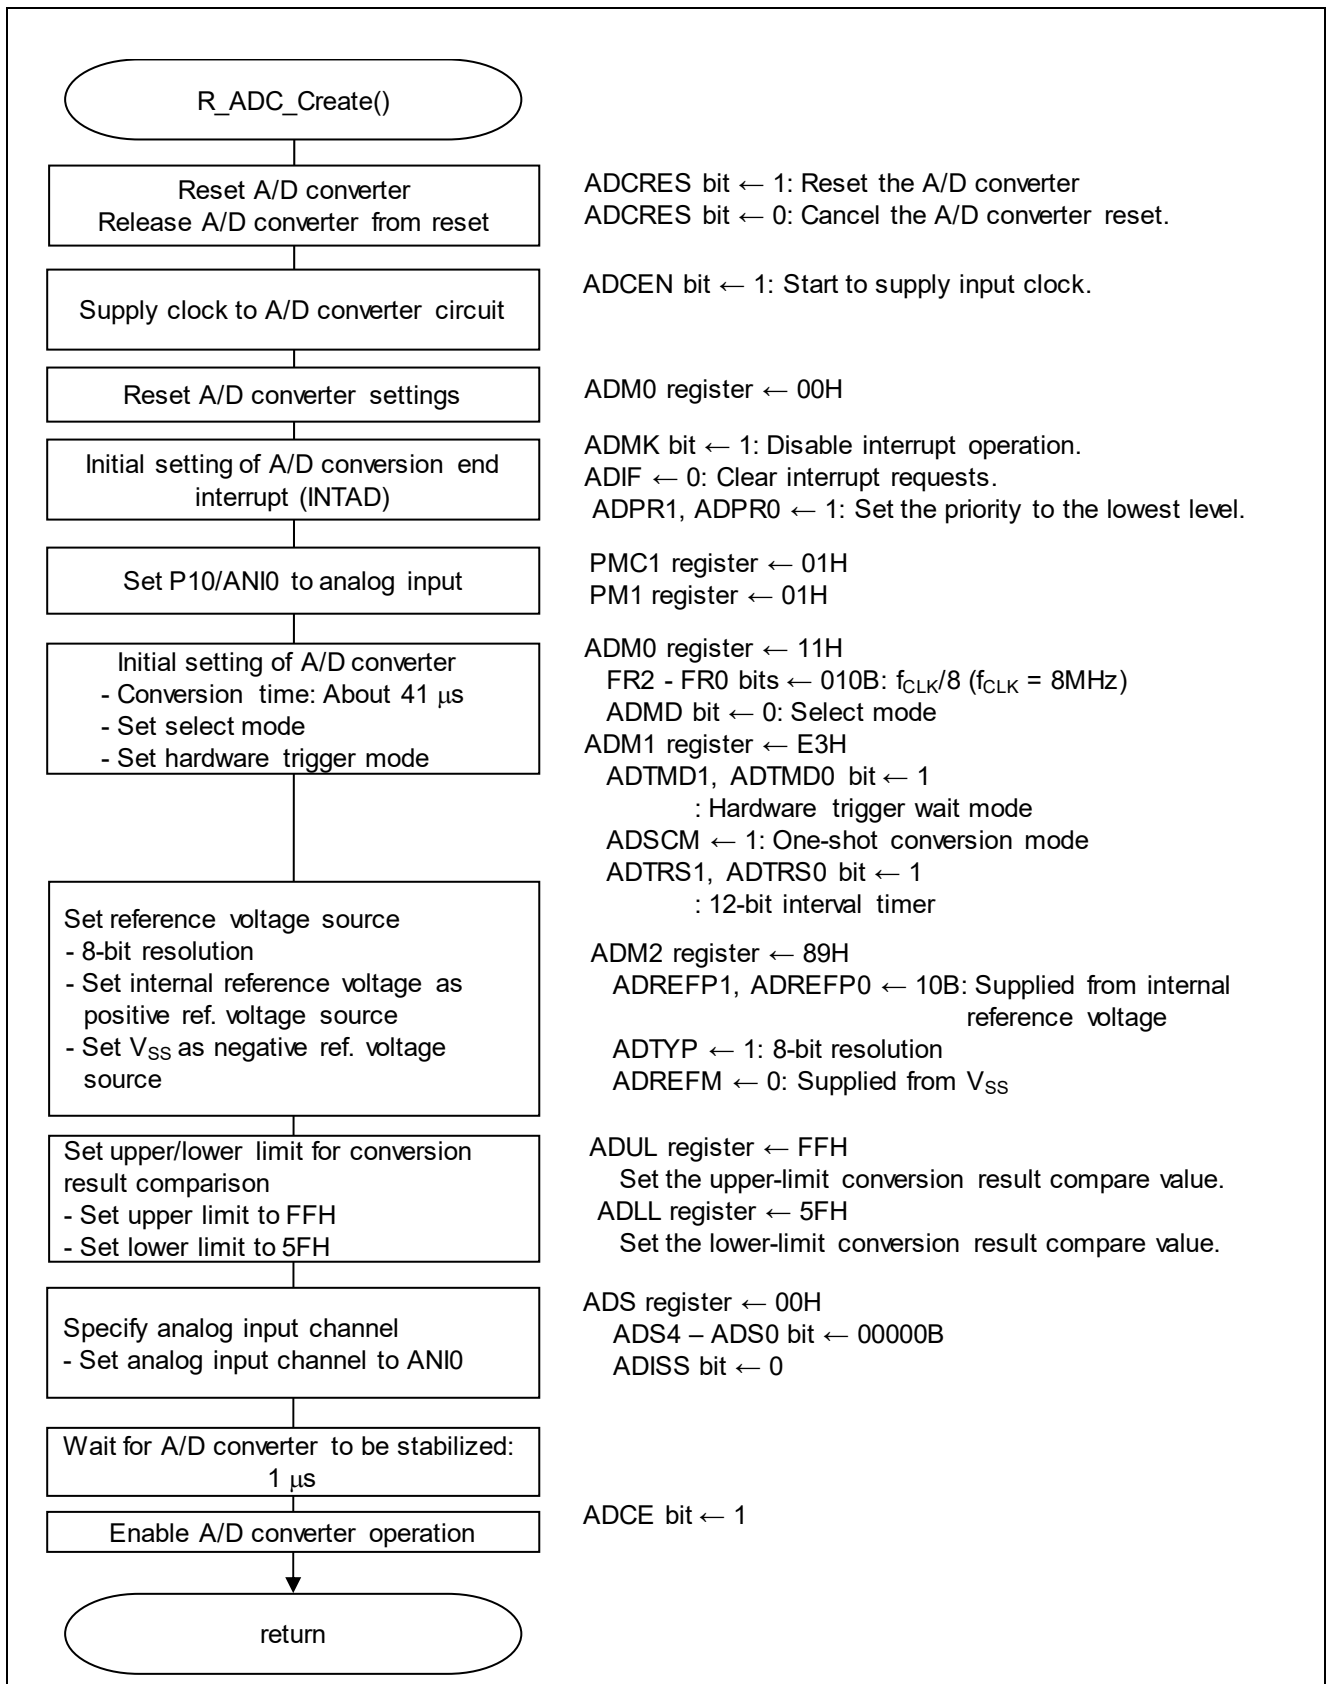 R_ADC_Create()
Reset A/D converter
Release A/D converter from reset
ADCRES bit ← 1: Reset the A/D converter
ADCRES bit ← 0: Cancel the A/D converter reset.
Supply clock to A/D converter circuit
ADCEN bit ← 1: Start to supply input clock.
Reset A/D converter settings
ADM0 register ← 00H
Initial setting of A/D conversion end
interrupt (INTAD)
ADMK bit ← 1: Disable interrupt operation.
ADIF ← 0: Clear interrupt requests.
ADPR1, ADPR0 ← 1: Set the priority to the lowest level.
Set P10/ANI0 to analog input
PMC1 register ← 01H
PM1 register ← 01H
Initial setting of A/D converter
- Conversion time: About 41 μs
- Set select mode
- Set hardware trigger mode
ADM0 register ← 11H
FR2 - FR0 bits ← 010B: fCLK/8 (fCLK = 8MHz)
ADMD bit ← 0: Select mode
ADM1 register ← E3H
ADTMD1, ADTMD0 bit ← 1
: Hardware trigger wait mode
ADSCM ← 1: One-shot conversion mode
ADTRS1, ADTRS0 bit ← 1
: 12-bit interval timer
Set reference voltage source
- 8-bit resolution
- Set internal reference voltage as
positive ref. voltage source
- Set VSS as negative ref. voltage
source
ADM2 register ← 89H
ADREFP1, ADREFP0 ← 10B: Supplied from internal
reference voltage
ADTYP ← 1: 8-bit resolution
ADREFM ← 0: Supplied from VSS
Set upper/lower limit for conversion
result comparison
- Set upper limit to FFH
- Set lower limit to 5FH
ADUL register ← FFH
Set the upper-limit conversion result compare value.
ADLL register ← 5FH
Set the lower-limit conversion result compare value.
Specify analog input channel
- Set analog input channel to ANI0
ADS register ← 00H
ADS4 – ADS0 bit ← 00000B
ADISS bit ← 0
Wait for A/D converter to be stabilized:
1 μs
Enable A/D converter operation
ADCE bit ← 1
return